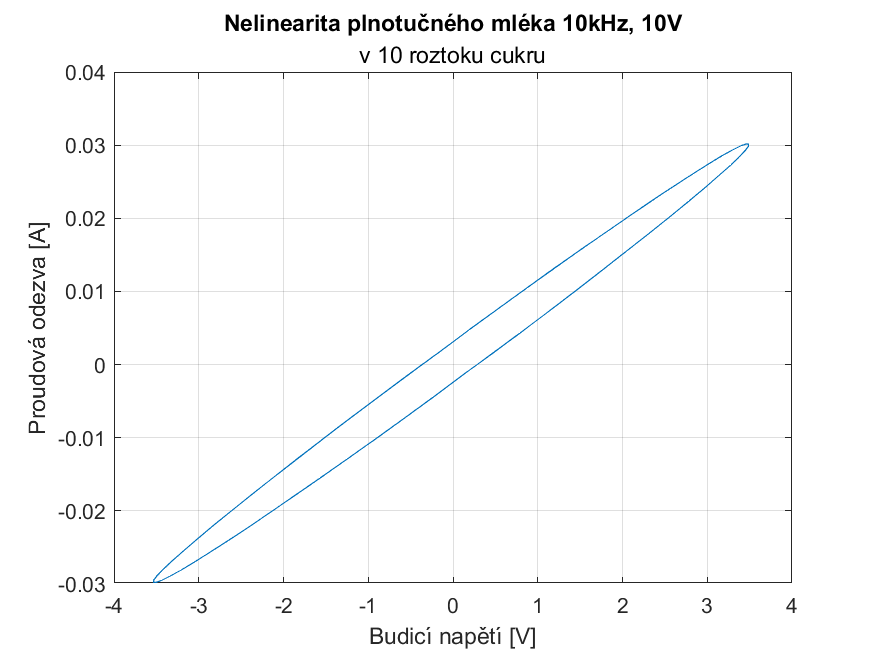 Nelinearita plnotučného mléka 10kHz, 10V
v 10 roztoku cukru
0.04
0.03
0.02
0.01
0
-0.01
-0.02
-0.03
Proudová odezva [A]
-4 -3 -2 -1 0 1 2 3 4
Budicí napětí [V]